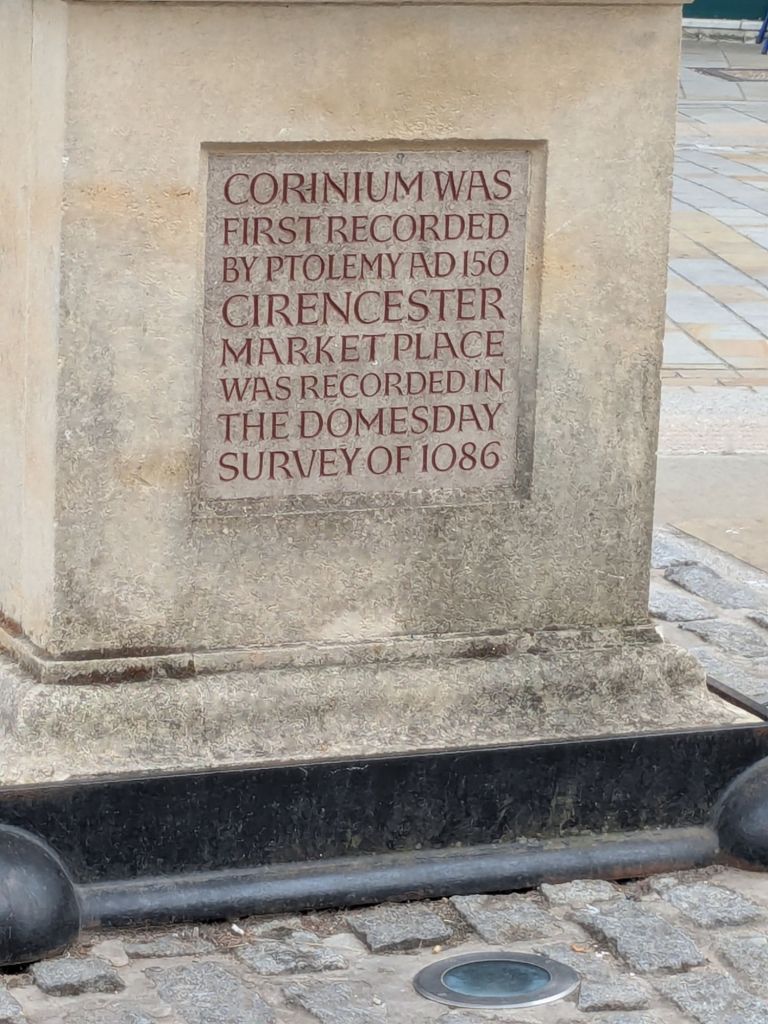 CORINIUM WAS
FIRST RECORDED
BY PTOLEMY AD 150
CIRENCESTER
MARKET PLACE
WAS RECORDED IN
THE DOMESDAY
SURVEY OF 1086